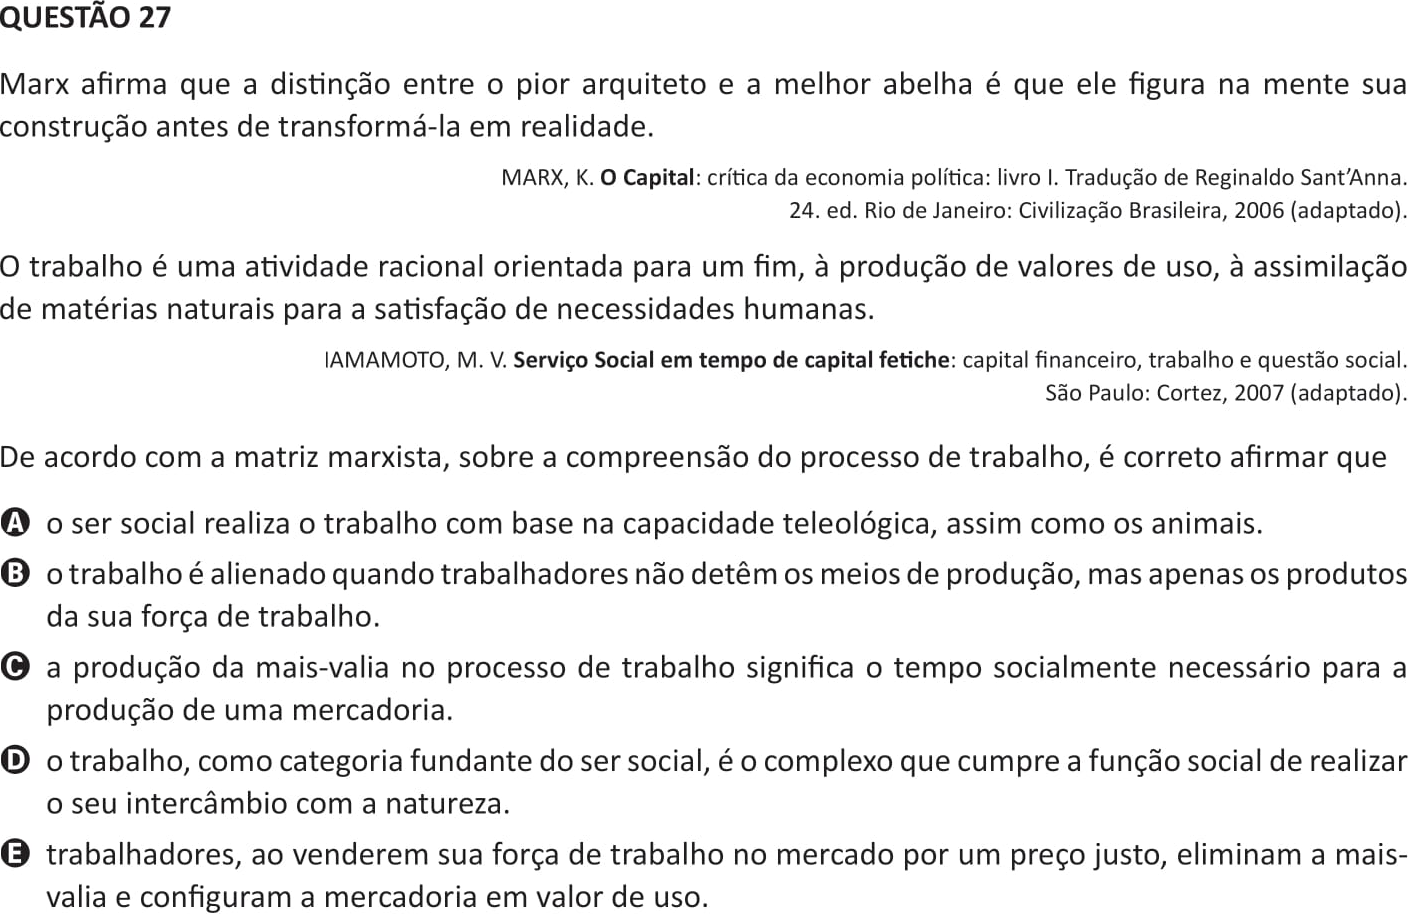 QUESTÃO 27
Marx afirma que a distinção entre o pior arquiteto e a melhor abelha é que ele figura na mente sua
construção antes de transformá-la em realidade.
MARX, K. O Capital: crítica da economia política: livro I. Tradução de Reginaldo Sant’Anna.
24. ed. Rio de Janeiro: Civilização Brasileira, 2006 (adaptado).
O trabalho é uma atividade racional orientada para um fim, à produção de valores de uso, à assimilação
de matérias naturais para a satisfação de necessidades humanas.
IAMAMOTO, M. V. Serviço Social em tempo de capital fetiche: capital financeiro, trabalho e questão social.
São Paulo: Cortez, 2007 (adaptado).
De acordo com a matriz marxista, sobre a compreensão do processo de trabalho, é correto afirmar que
A o ser social realiza o trabalho com base na capacidade teleológica, assim como os animais.
B o trabalho é alienado quando trabalhadores não detêm os meios de produção, mas apenas os produtos
da sua força de trabalho.
C a produção da mais-valia no processo de trabalho significa o tempo socialmente necessário para a
produção de uma mercadoria.
D o trabalho, como categoria fundante do ser social, é o complexo que cumpre a função social de realizar
o seu intercâmbio com a natureza.
E trabalhadores, ao venderem sua força de trabalho no mercado por um preço justo, eliminam a mais-
valia e configuram a mercadoria em valor de uso.